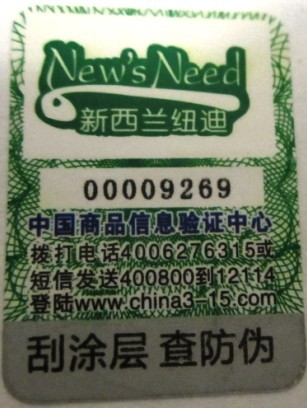 New's Need
新西兰纽迪
00009269
中国商品信息验证中心
拨打电话4006276315或
短信发送400800到12114
登陆www.china3-15.com
刮涂层 查防伪